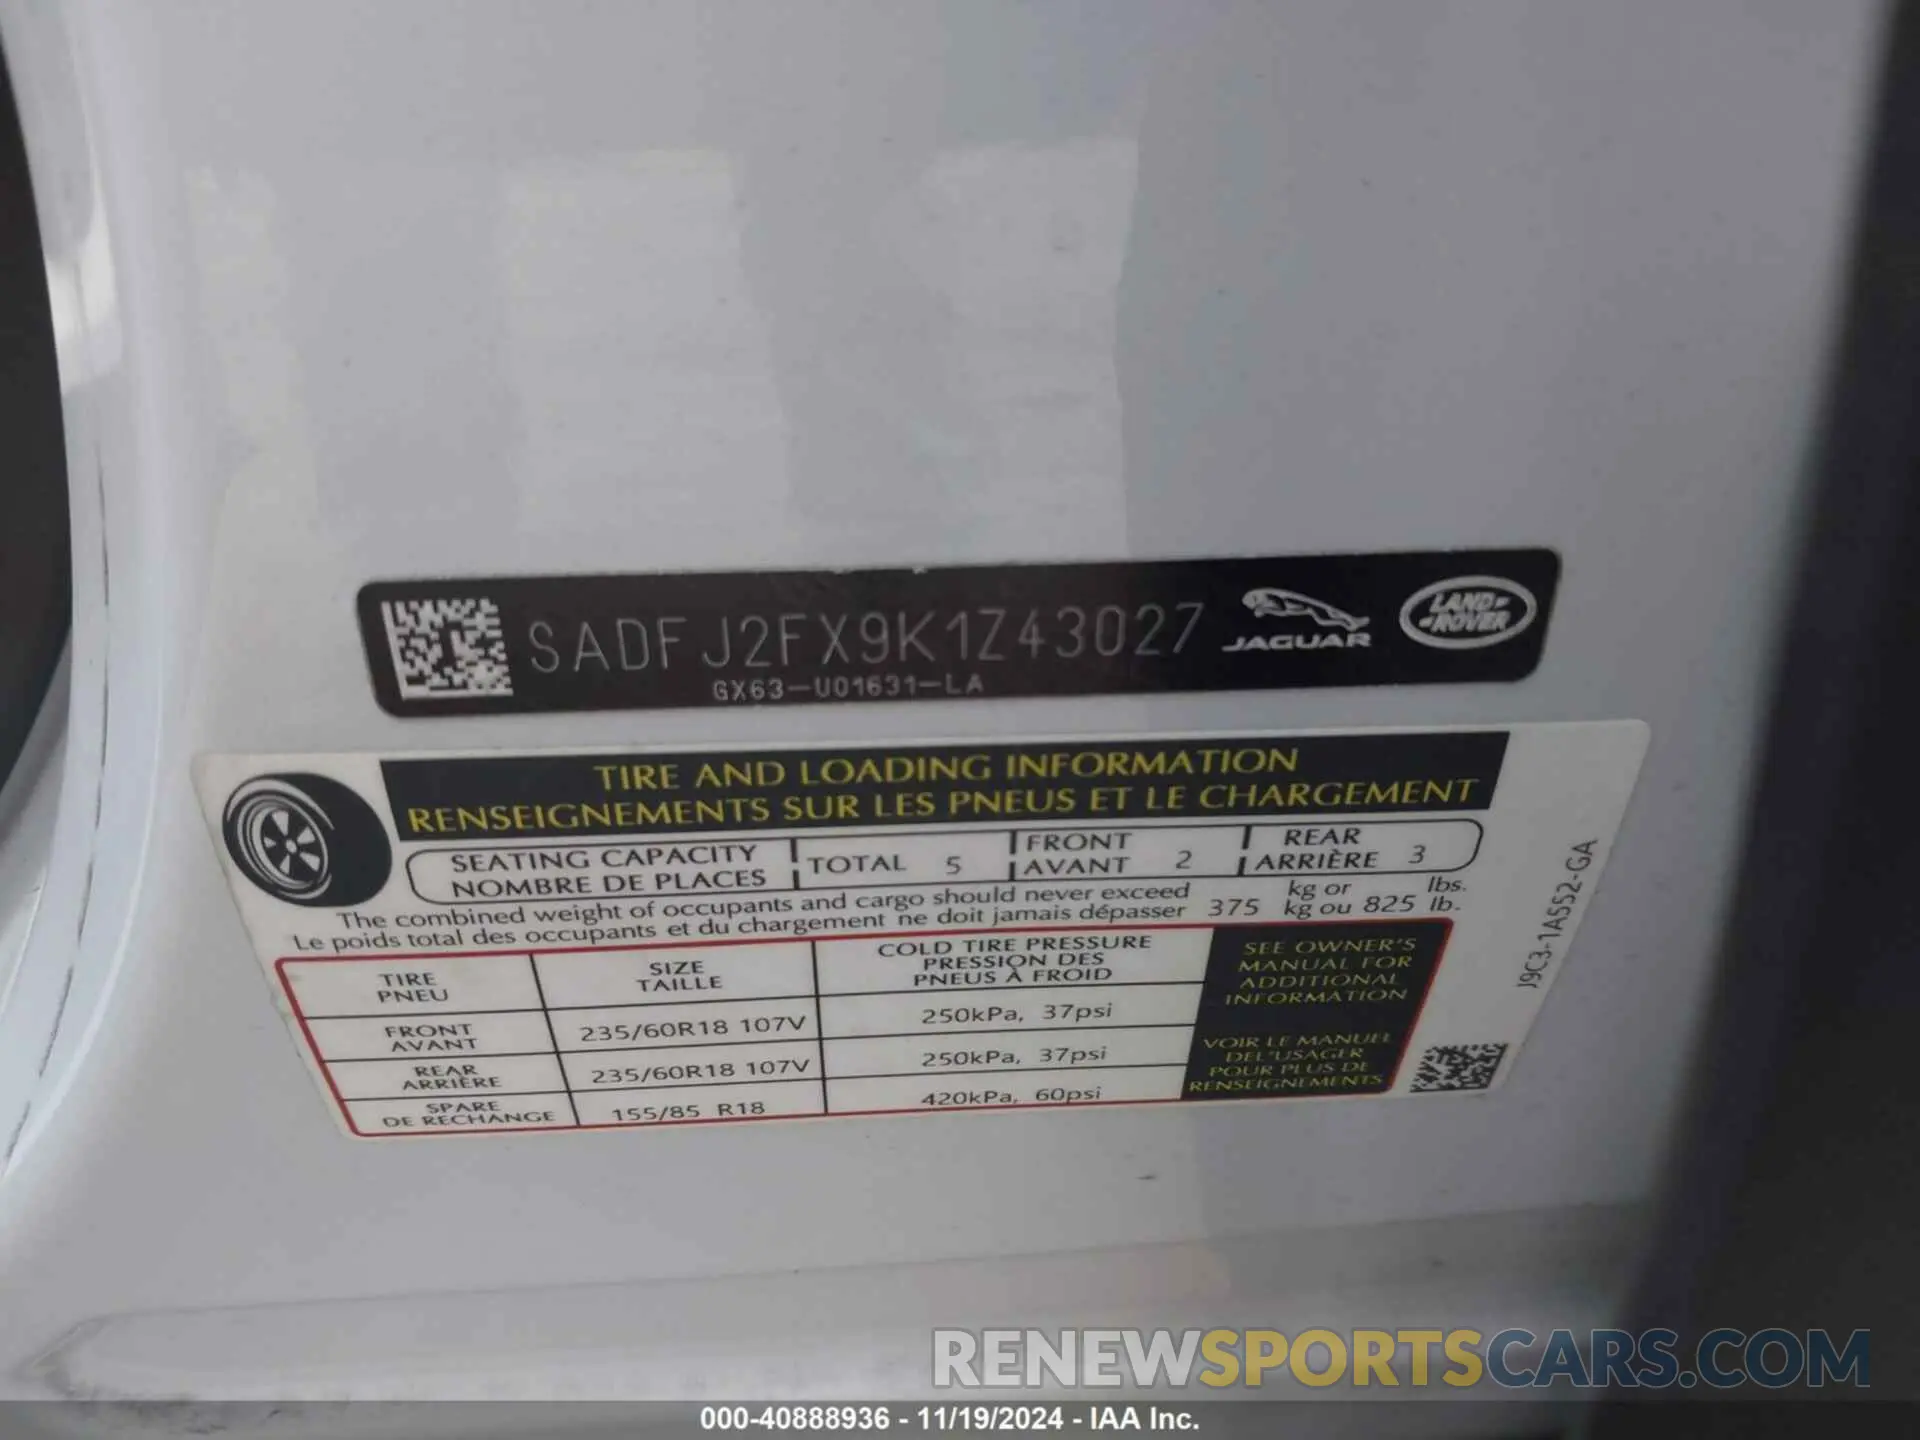 SADFJ2FX9K1Z43027
JAGUAR
LAND-
-ROVER
GX63-U01631-LA
TIRE AND LOADING INFORMATION
RENSEIGNEMENTS SUR LES PNEUS ET LE CHARGEMENT
SEATING CAPACITY
NOMBRE DE PLACES
TOTAL 5
FRONT
AVANT 2
REAR
ARRIÈRE 3
The combined weight of occupants and cargo should never exceed 375 kg or 825 lbs.
Le poids total des occupants et du chargement ne doit jamais dépasser kg ou lb.
TIRE
PNEU
SIZE
TAILLE
COLD TIRE PRESSURE
PRESSION DES
PNEUS À FROID
FRONT
AVANT
235/60R18 107V
250kPa, 37psi
REAR
ARRIÈRE
235/60R18 107V
250kPa, 37psi
SPARE
DE RECHANGE
155/85 R18
420kPa, 60psi
SEE OWNER'S
MANUAL FOR
ADDITIONAL
INFORMATION
VOIR LE MANUEL
DE L'USAGER
POUR PLUS DE
RENSEIGNEMENTS
J9C3-1A552-GA
RENEWSPORTSCARS.COM
000-40888936 - 11/19/2024 - IAA Inc.